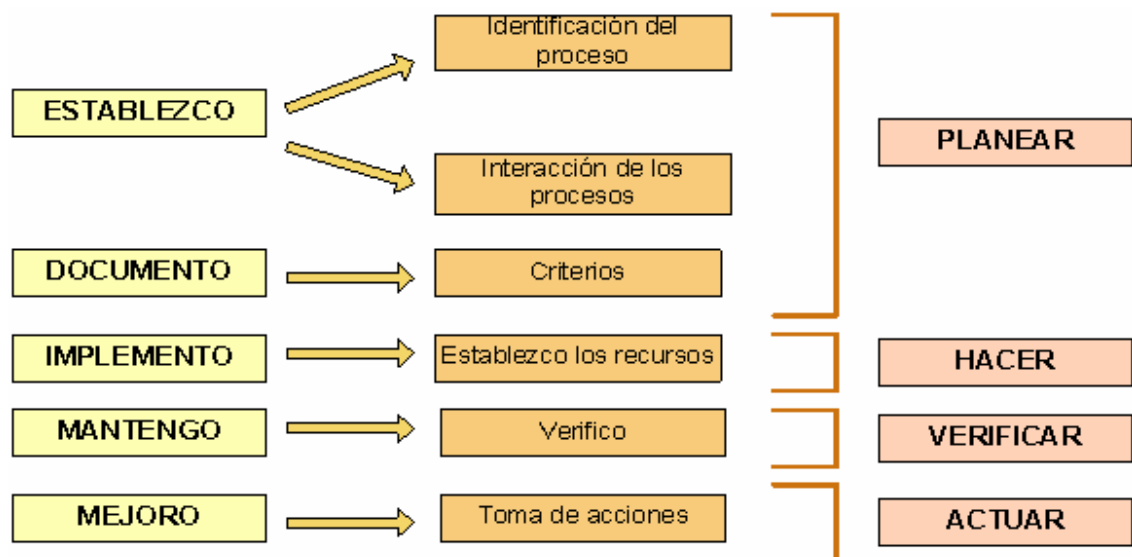 Identificación del
proceso
ESTABLEZCO
PLANEAR
Interacción de los
procesos
DOCUMENTO
Criterios
IMPLEMENTO
Establezco los recursos
HACER
MANTENGO
Verifico
VERIFICAR
MEJORO
Toma de acciones
ACTUAR